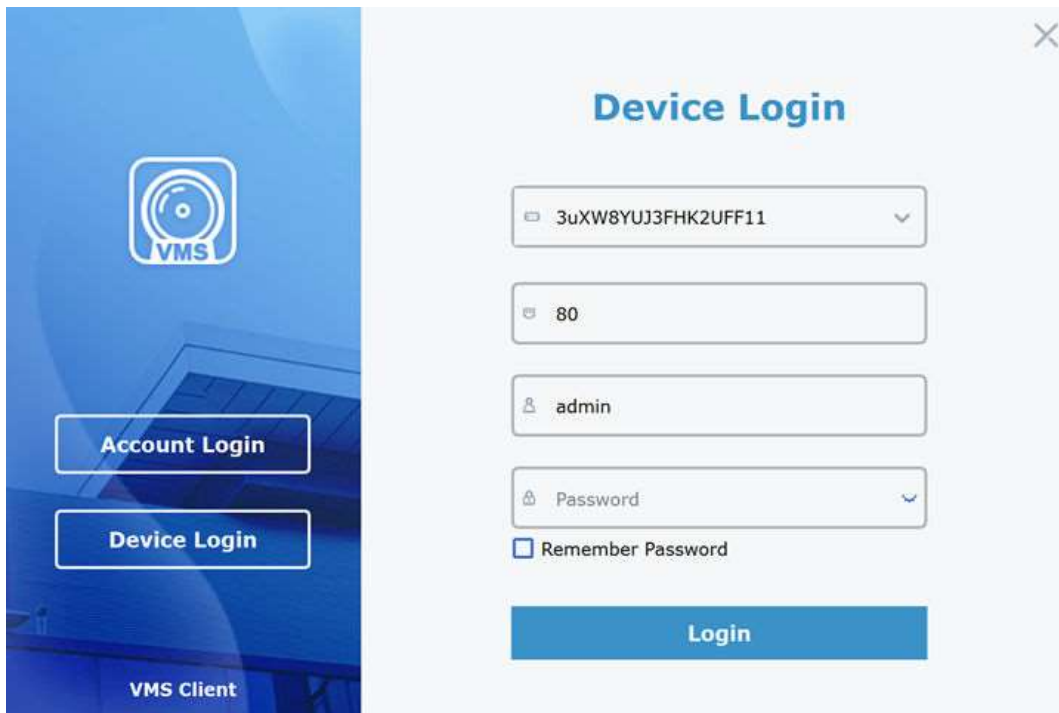 VMS
Account Login
Device Login
VMS Client
Device Login
3uXW8YUJ3FHK2UFF11
80
admin
Password
Remember Password
Login